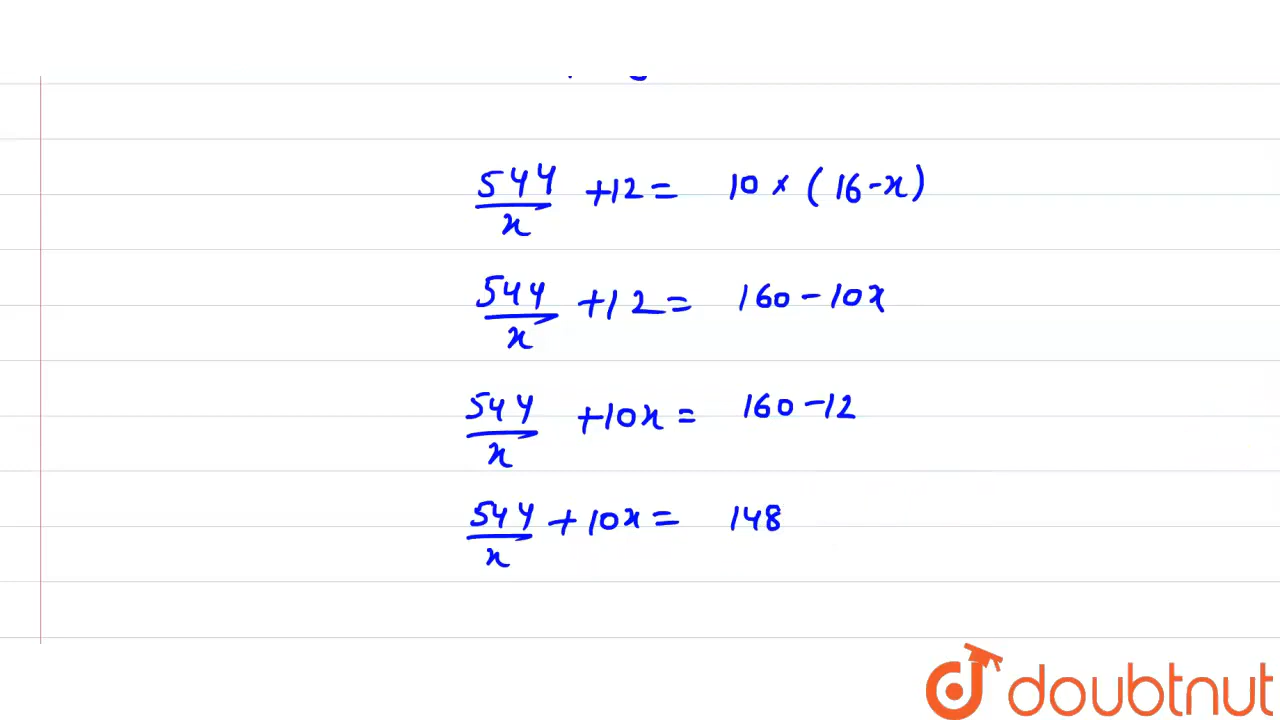 544/x +12 = 10 × (16-x)
544/x +12 = 160 - 10x
544/x +10x = 160 - 12
544/x + 10x = 148
doubtnut